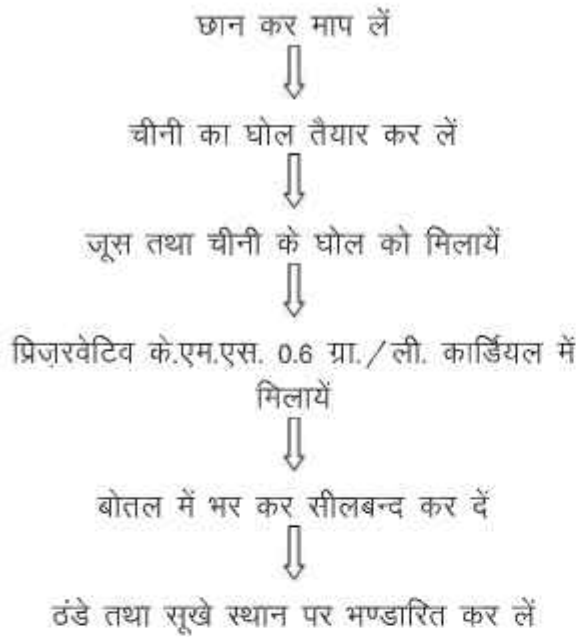 छान कर माप लें
चीनी का घोल तैयार कर लें
जूस तथा चीनी के घोल को मिलायें
प्रिज़रवेटिव के.एम.एस. 0.6 ग्रा./ली. कार्डियल में
मिलायें
बोतल में भर कर सीलबन्द कर दें
ठंडे तथा सूखे स्थान पर भण्डारित कर लें